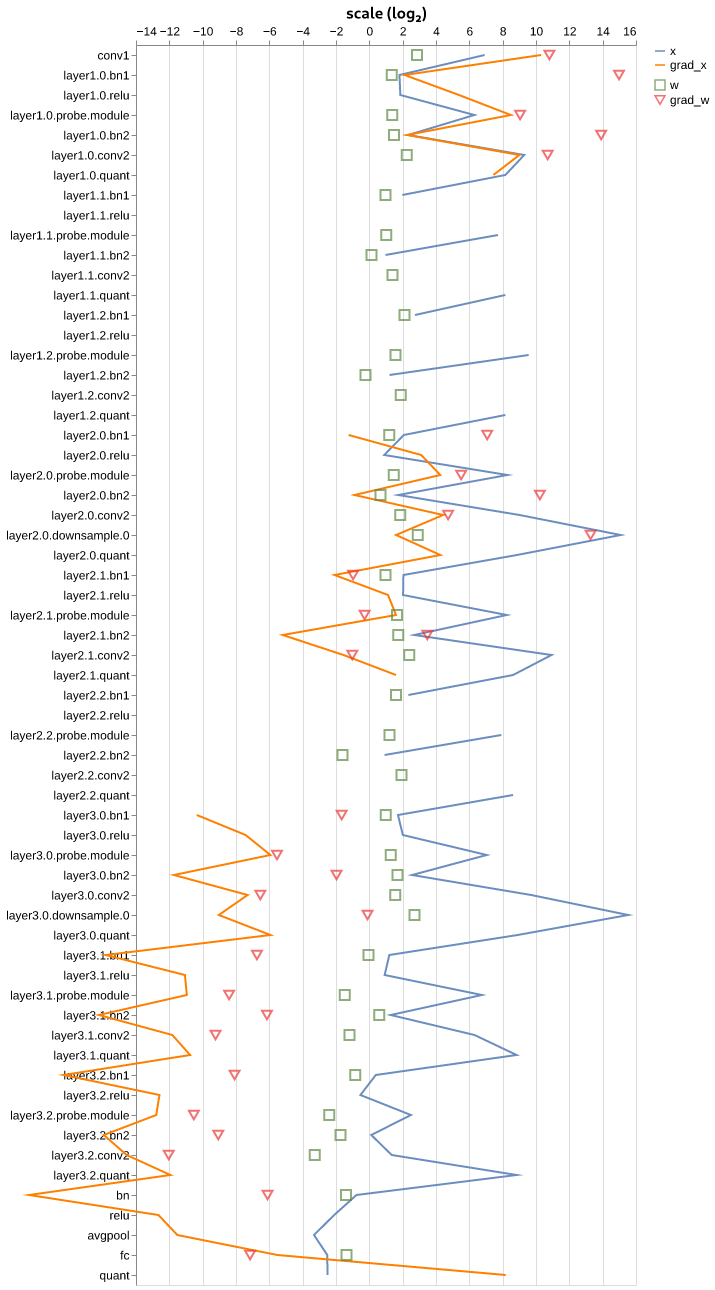 scale (log₂)
−14 −12 −10 −8 −6 −4 −2 0 2 4 6 8 10 12 14 16
x
grad_x
w
grad_w
conv1
layer1.0.bn1
layer1.0.relu
layer1.0.probe.module
layer1.0.bn2
layer1.0.conv2
layer1.0.quant
layer1.1.bn1
layer1.1.relu
layer1.1.probe.module
layer1.1.bn2
layer1.1.conv2
layer1.1.quant
layer1.2.bn1
layer1.2.relu
layer1.2.probe.module
layer1.2.bn2
layer1.2.conv2
layer1.2.quant
layer2.0.bn1
layer2.0.relu
layer2.0.probe.module
layer2.0.bn2
layer2.0.conv2
layer2.0.downsample.0
layer2.0.quant
layer2.1.bn1
layer2.1.relu
layer2.1.probe.module
layer2.1.bn2
layer2.1.conv2
layer2.1.quant
layer2.2.bn1
layer2.2.relu
layer2.2.probe.module
layer2.2.bn2
layer2.2.conv2
layer2.2.quant
layer3.0.bn1
layer3.0.relu
layer3.0.probe.module
layer3.0.bn2
layer3.0.conv2
layer3.0.downsample.0
layer3.0.quant
layer3.1.bn1
layer3.1.relu
layer3.1.probe.module
layer3.1.bn2
layer3.1.conv2
layer3.1.quant
layer3.2.bn1
layer3.2.relu
layer3.2.probe.module
layer3.2.bn2
layer3.2.conv2
layer3.2.quant
bn
relu
avgpool
fc
quant